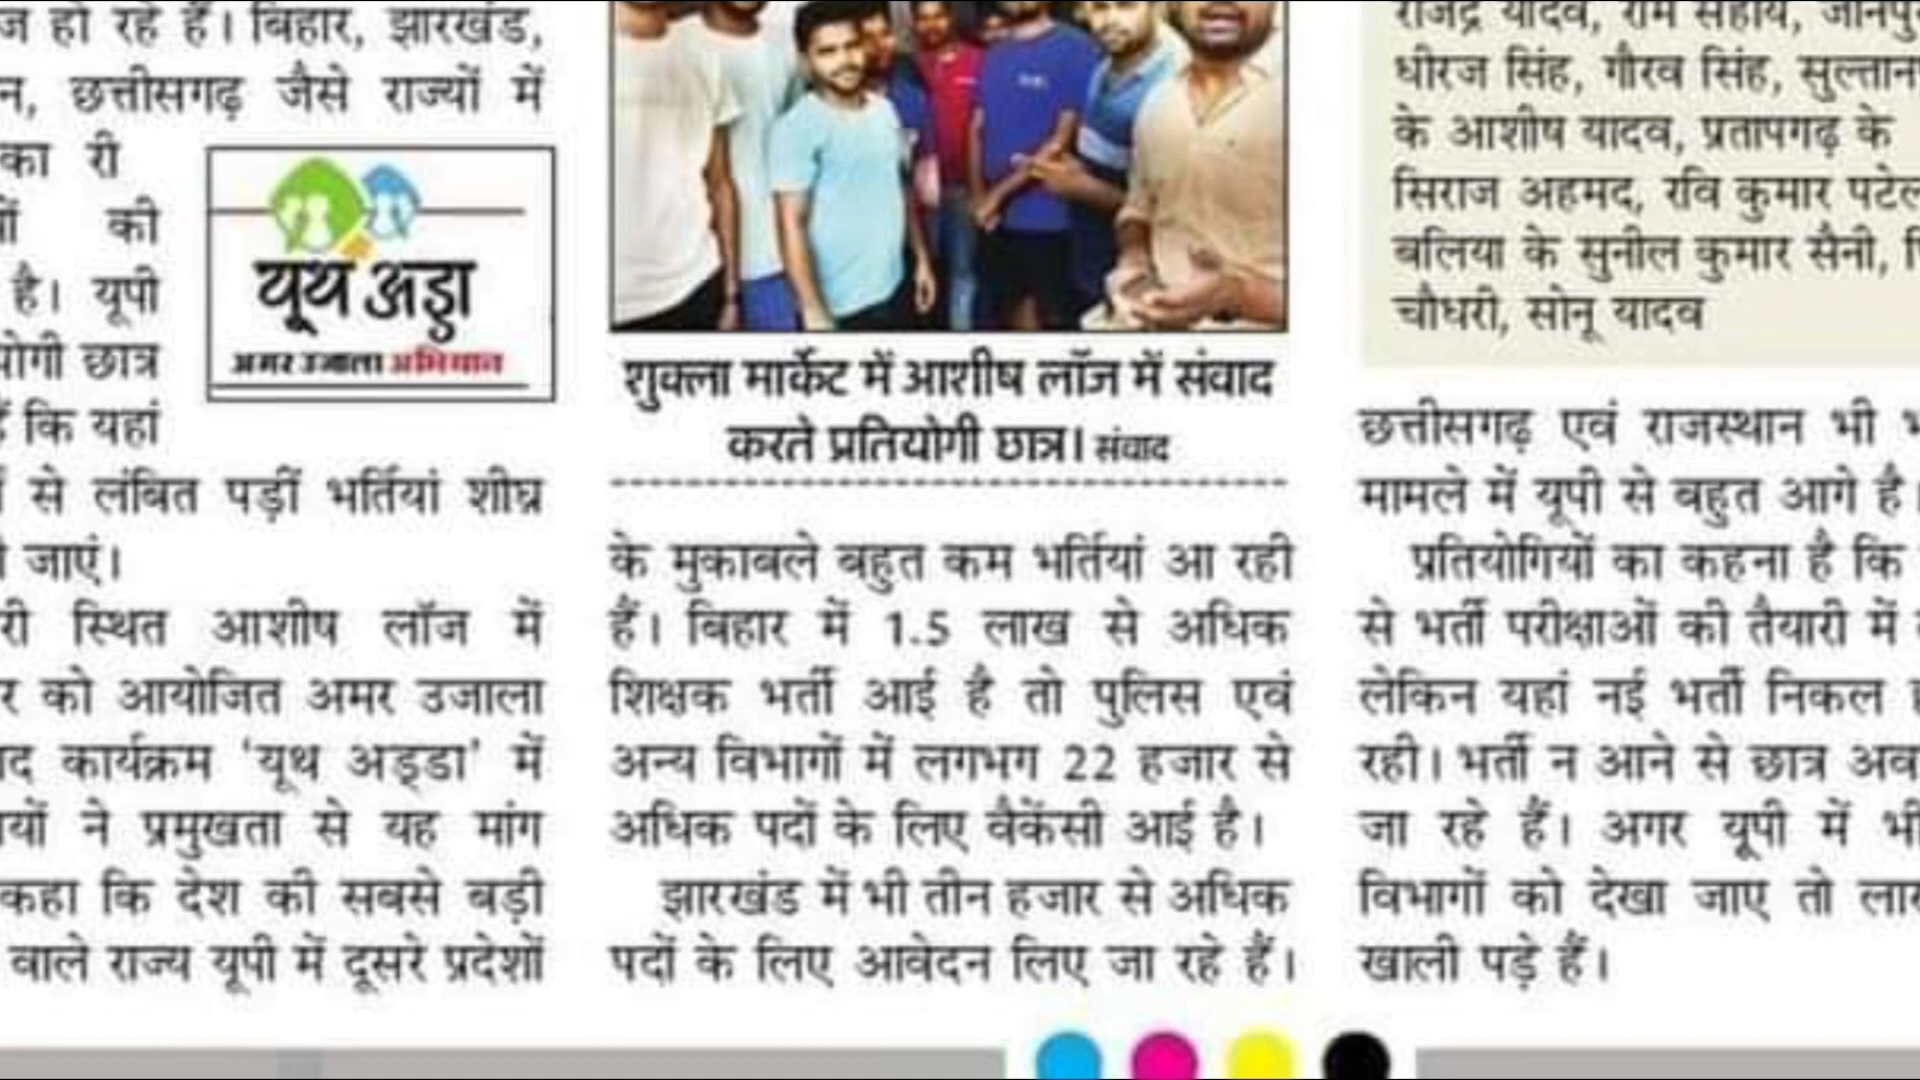 हो रहे हैं। बिहार, झारखंड,
छत्तीसगढ़ जैसे राज्यों में
का री
की
है। यूपी
छात्र
कि यहां
से लंबित पड़ीं भर्तियां शीघ्र
जाएं।
स्थित आशीष लॉज में
को आयोजित अमर उजाला
कार्यक्रम 'यूथ अड्डा' में
ने प्रमुखता से यह मांग
कहा कि देश की सबसे बड़ी
वाले राज्य यूपी में दूसरे प्रदेशों
यूथ अड्डा
अमर उजाला अभियान
शुक्ला मार्केट में आशीष लॉज में संवाद
करते प्रतियोगी छात्र। संवाद
के मुकाबले बहुत कम भर्तियां आ रही
हैं। बिहार में 1.5 लाख से अधिक
शिक्षक भर्ती आई है तो पुलिस एवं
अन्य विभागों में लगभग 22 हजार से
अधिक पदों के लिए वैकेंसी आई है।
झारखंड में भी तीन हजार से अधिक
पदों के लिए आवेदन लिए जा रहे हैं।
राजेंद्र यादव, राम सहाय,
धीरज सिंह, गौरव सिंह,
के आशीष यादव, प्रतापगढ़ के
सिराज अहमद, रवि कुमार
बलिया के सुनील कुमार सैनी,
चौधरी, सोनू यादव
छत्तीसगढ़ एवं राजस्थान भी
मामले में यूपी से बहुत आगे है।
प्रतियोगियों का कहना है कि
से भर्ती परीक्षाओं की तैयारी में
लेकिन यहां नई भर्ती निकल
रही। भर्ती न आने से छात्र
जा रहे हैं। अगर यूपी में
विभागों को देखा जाए तो
खाली पड़े हैं।